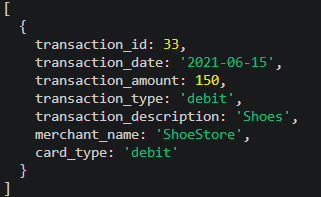 [
  {
    transaction_id: 33,
    transaction_date: '2021-06-15',
    transaction_amount: 150,
    transaction_type: 'debit',
    transaction_description: 'Shoes',
    merchant_name: 'ShoeStore',
    card_type: 'debit'
  }
]